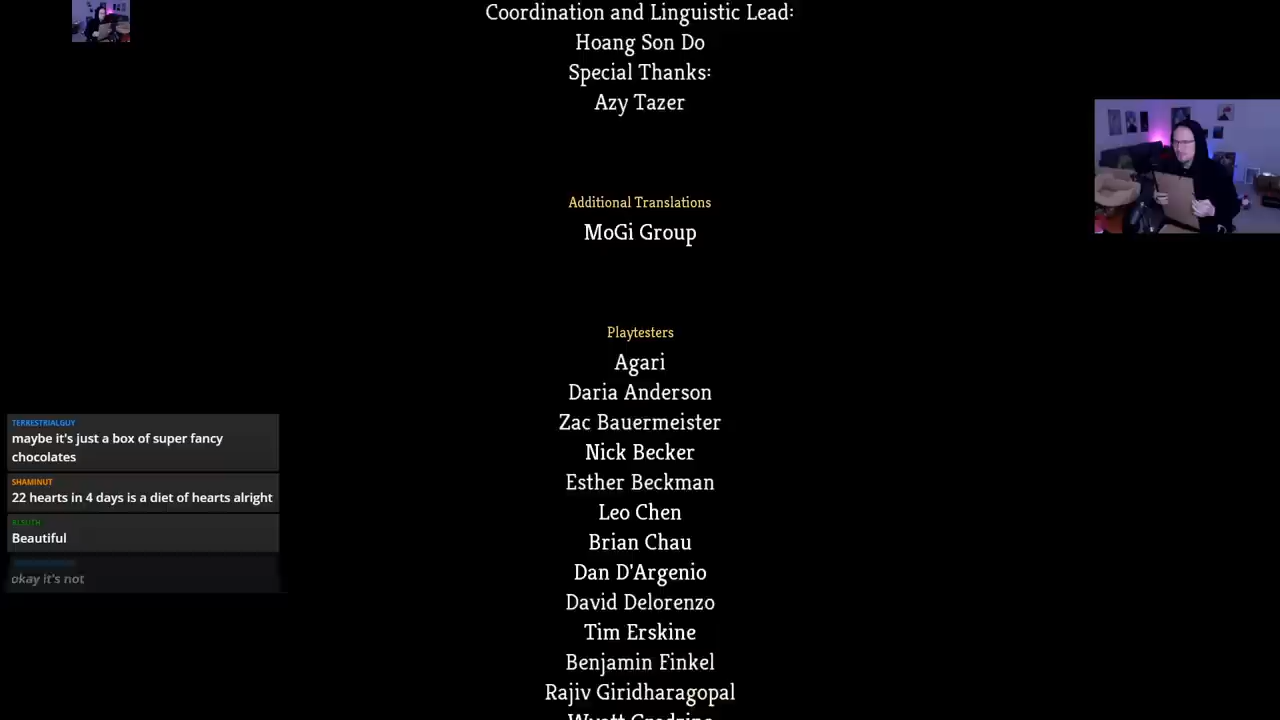 Coordination and Linguistic Lead:
Hoang Son Do
Special Thanks:
Azy Tazer
Additional Translations
MoGi Group
Playtesters
Agari
Daria Anderson
Zac Bauermeister
Nick Becker
Esther Beckman
Leo Chen
Brian Chau
Dan D'Argenio
David Delorenzo
Tim Erskine
Benjamin Finkel
Rajiv Giridharagopal
TERRESTRIALGUY
maybe it's just a box of super fancy
chocolates
SHAMINUT
22 hearts in 4 days is a diet of hearts alright
Beautiful
okay it's not